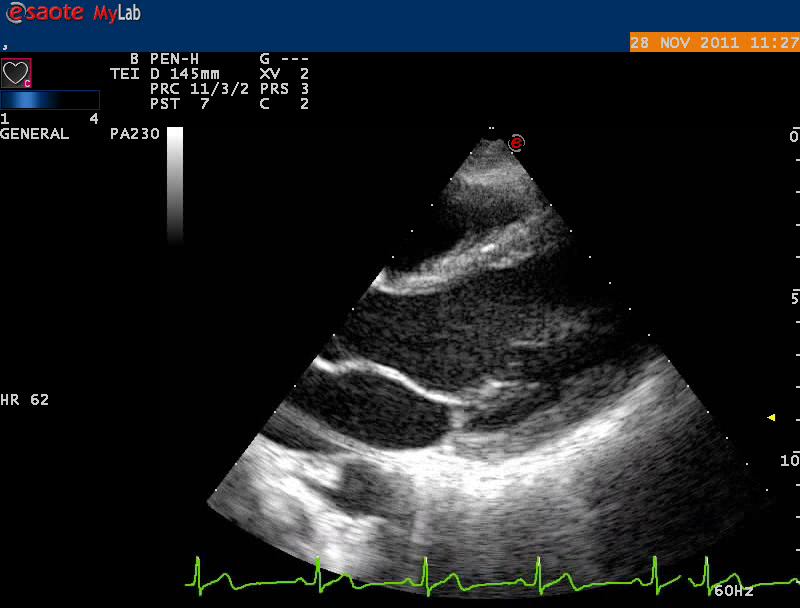 esaote MyLab
,
28 NOV 2011 11:27
B PEN-H G ---
TEI D 145mm XV 2
PRC 11/3/2 PRS 3
PST 7 C 2
C
1 4
GENERAL PA230
e
0
5
HR 62
10
60Hz